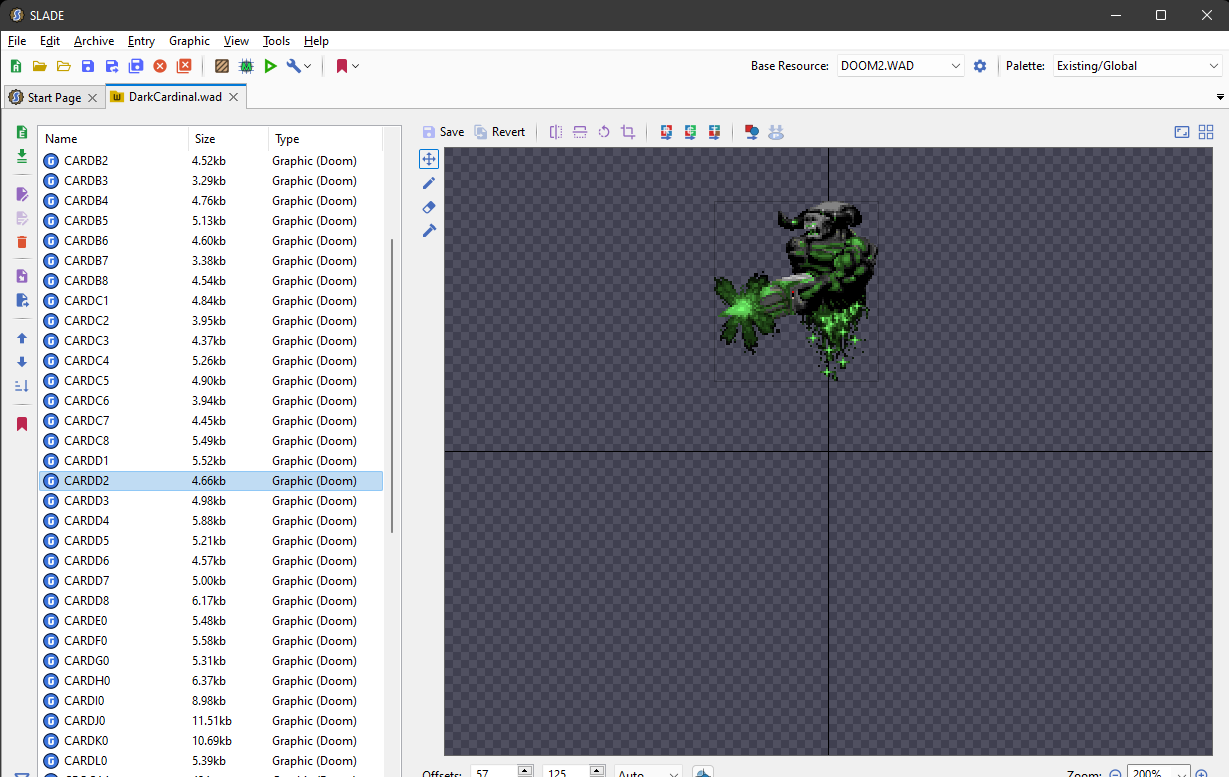 SLADE
File Edit Archive Entry Graphic View Tools Help
Base Resource: DOOM2.WAD Palette: Existing/Global
Start Page DarkCardinal.wad
Save Revert
Name Size Type
CARDB2 4.52kb Graphic (Doom)
CARDB3 3.29kb Graphic (Doom)
CARDB4 4.76kb Graphic (Doom)
CARDB5 5.13kb Graphic (Doom)
CARDB6 4.60kb Graphic (Doom)
CARDB7 3.38kb Graphic (Doom)
CARDB8 4.54kb Graphic (Doom)
CARDC1 4.84kb Graphic (Doom)
CARDC2 3.95kb Graphic (Doom)
CARDC3 4.37kb Graphic (Doom)
CARDC4 5.26kb Graphic (Doom)
CARDC5 4.90kb Graphic (Doom)
CARDC6 3.94kb Graphic (Doom)
CARDC7 4.45kb Graphic (Doom)
CARDC8 5.49kb Graphic (Doom)
CARDD1 5.52kb Graphic (Doom)
CARDD2 4.66kb Graphic (Doom)
CARDD3 4.98kb Graphic (Doom)
CARDD4 5.88kb Graphic (Doom)
CARDD5 5.21kb Graphic (Doom)
CARDD6 4.57kb Graphic (Doom)
CARDD7 5.00kb Graphic (Doom)
CARDD8 6.17kb Graphic (Doom)
CARDE0 5.48kb Graphic (Doom)
CARDF0 5.58kb Graphic (Doom)
CARDG0 5.31kb Graphic (Doom)
CARDH0 6.37kb Graphic (Doom)
CARDI0 8.98kb Graphic (Doom)
CARDJ0 11.51kb Graphic (Doom)
CARDK0 10.69kb Graphic (Doom)
CARDL0 5.39kb Graphic (Doom)
Offsets: 57 125 Auto Zoom: 200%